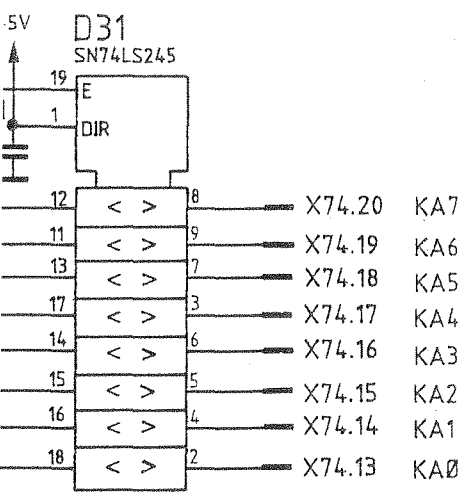 5V D31
SN74LS245
19 E
1 DIR
12 < > 8 X74.20 KA7
11 < > 9 X74.19 KA6
13 < > 7 X74.18 KA5
17 < > 3 X74.17 KA4
14 < > 6 X74.16 KA3
15 < > 5 X74.15 KA2
16 < > 4 X74.14 KA1
18 < > 2 X74.13 KAØ